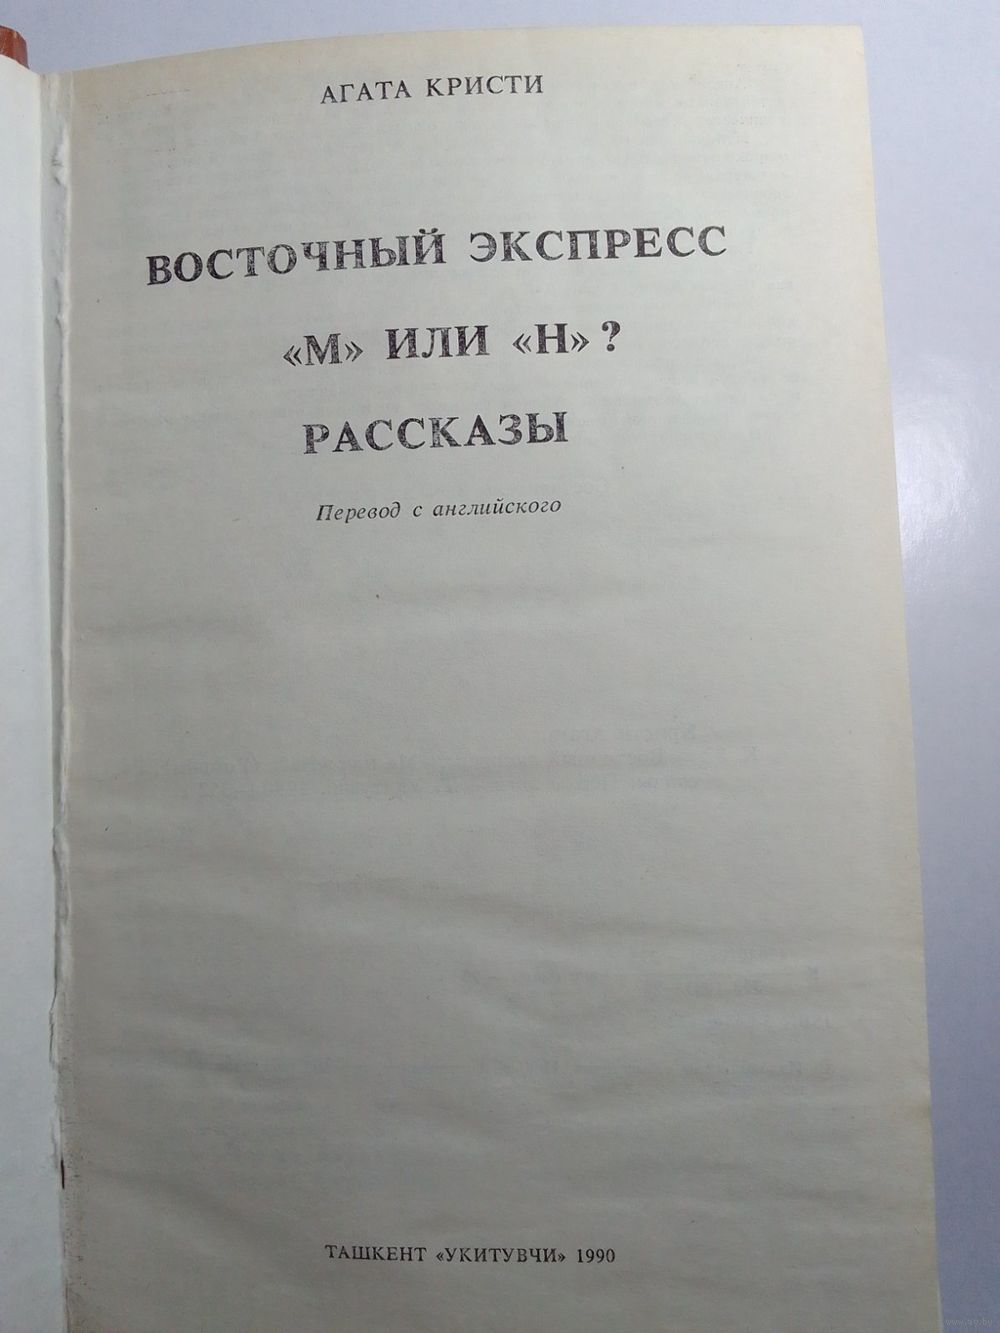 АГАТА КРИСТИ
ВОСТОЧНЫЙ ЭКСПРЕСС
«М» ИЛИ «Н» ?
РАССКАЗЫ
Перевод с английского
ТАШКЕНТ «УКИТУВЧИ» 1990